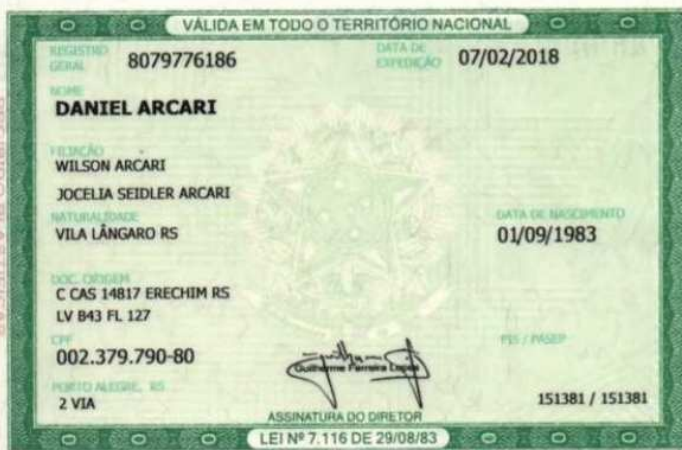 VÁLIDA EM TODO O TERRITÓRIO NACIONAL
REGISTRO GERAL 8079776186 DATA DE EXPEDIÇÃO 07/02/2018
NOME
DANIEL ARCARI
FILIAÇÃO
WILSON ARCARI
JOCELIA SEIDLER ARCARI
NATURALIDADE DATA DE NASCIMENTO
VILA LÂNGARO RS 01/09/1983
DOC. ORIGEM
C CAS 14817 ERECHIM RS
LV B43 FL 127
CPF PIS / PASEP
002.379.790-80
Guilherme Ferreira Lopes
PORTO ALEGRE, RS
2 VIA 151381 / 151381
ASSINATURA DO DIRETOR
LEI Nº 7.116 DE 29/08/83